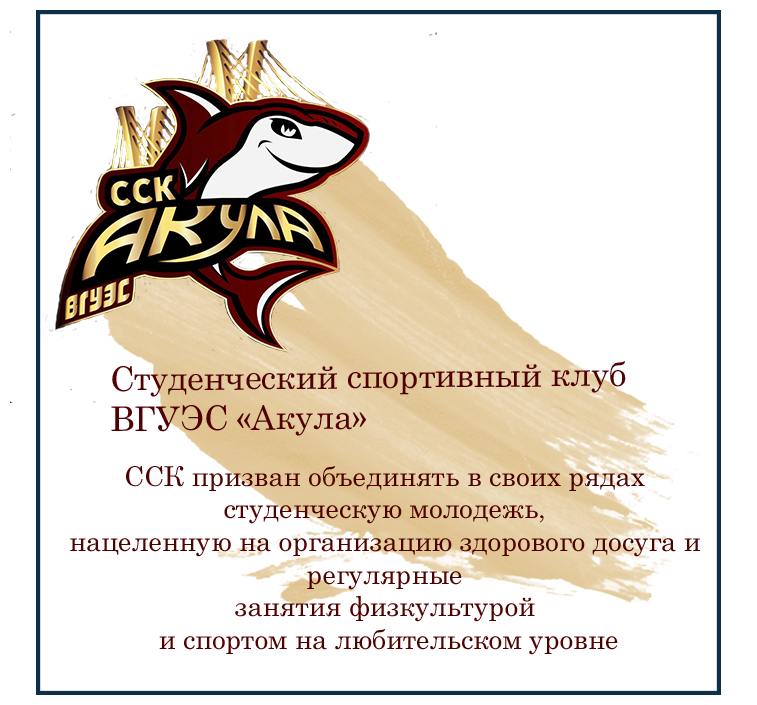 ССК
АКУЛА
ВГУЭС
Студенческий спортивный клуб
ВГУЭС «Акула»
ССК призван объединять в своих рядах
студенческую молодежь,
нацеленную на организацию здорового досуга и
регулярные
занятия физкультурой
и спортом на любительском уровне